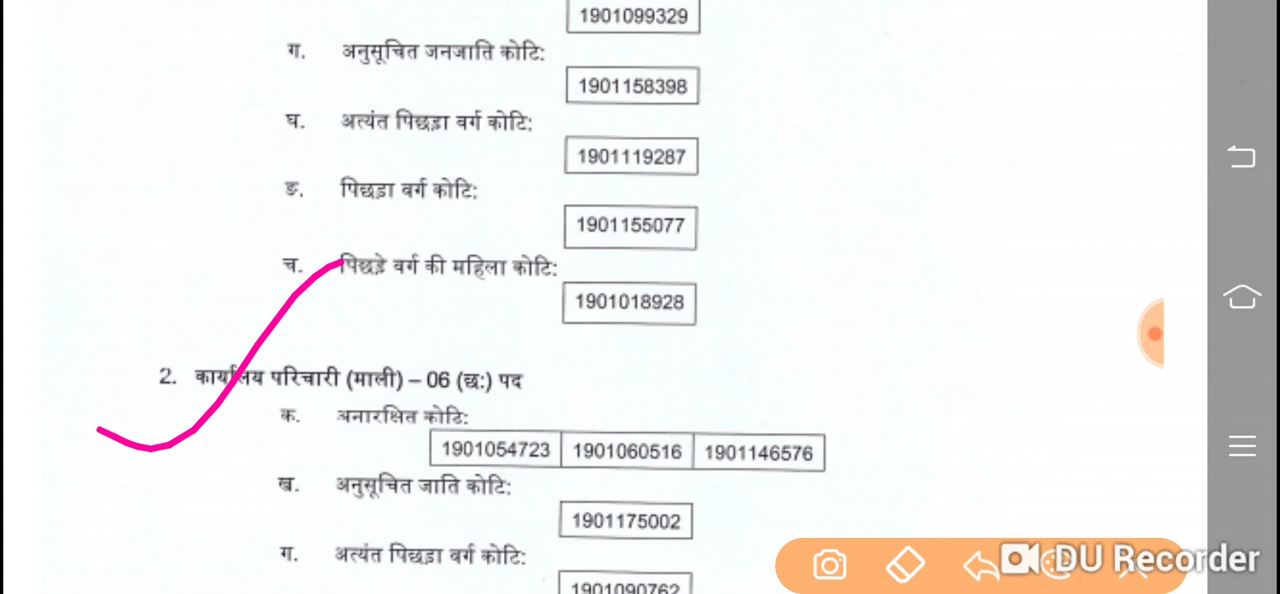 1901099329
ग. अनुसूचित जनजाति कोटि:
1901158398
घ. अत्यंत पिछड़ा वर्ग कोटि:
1901119287
ङ. पिछडा वर्ग कोटि:
1901155077
च. पिछड़े वर्ग की महिला कोटि:
1901018928
2. कार्यालय परिचारी (माली) – 06 (छ:) पद
क. अनारक्षित कोटि:
1901054723 1901060516 1901146576
ख. अनुसूचित जाति कोटि:
1901175002
ग. अत्यंत पिछड़ा वर्ग कोटि:
1901090762
DU Recorder